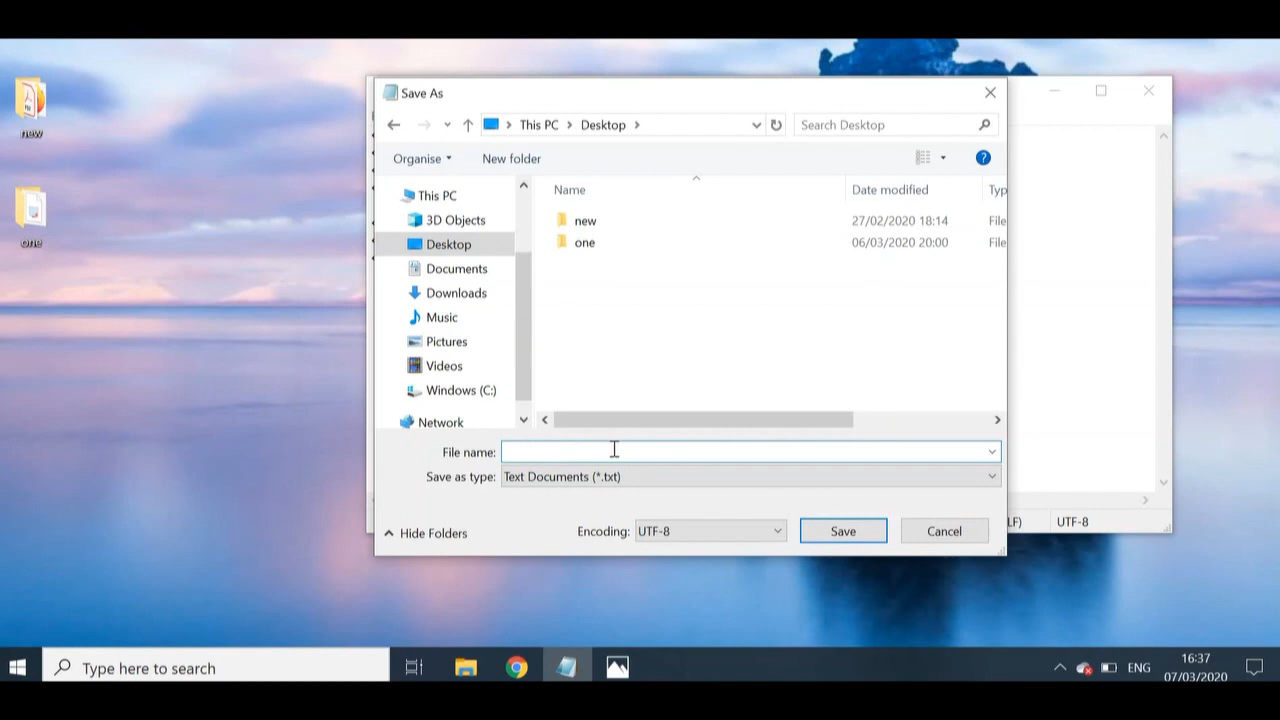 new
one
Save As
This PC
Desktop
Search Desktop
Organise
New folder
Name
Date modified
Typ
This PC
3D Objects
Desktop
Documents
Downloads
Music
Pictures
Videos
Windows (C:)
Network
new
27/02/2020 18:14
File
one
06/03/2020 20:00
File
File name:
Save as type:
Text Documents (*.txt)
Hide Folders
Encoding:
UTF-8
Save
Cancel
LF)
UTF-8
Type here to search
ENG
16:37
07/03/2020